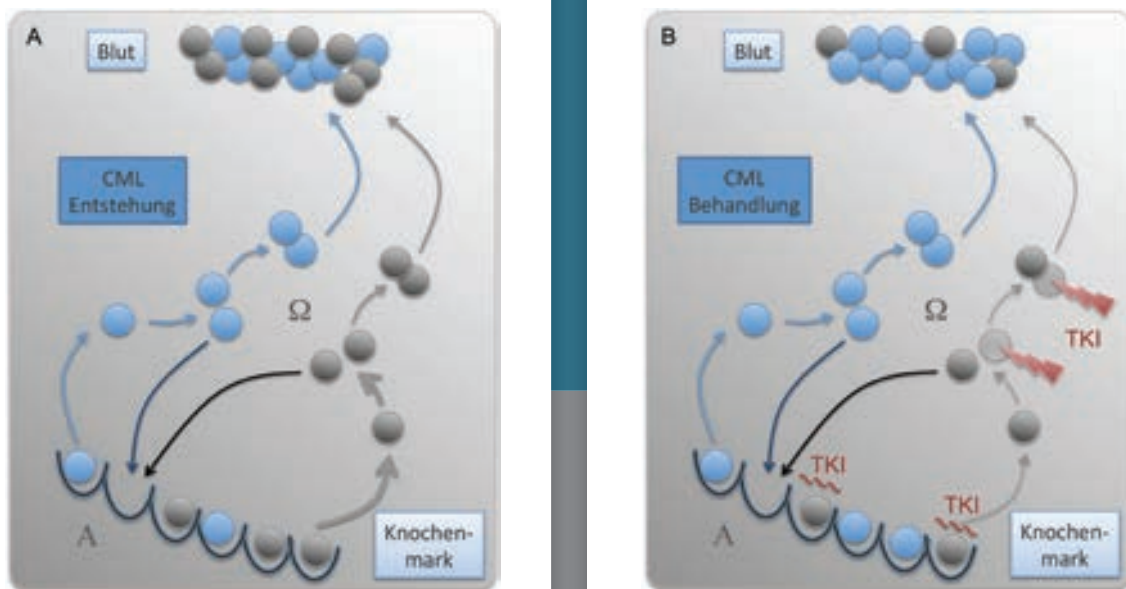 A
Blut
CML
Entstehung
Ω
A
Knochen-
mark
B
Blut
CML
Behandlung
Ω
TKI
TKI
TKI
A
Knochen-
mark